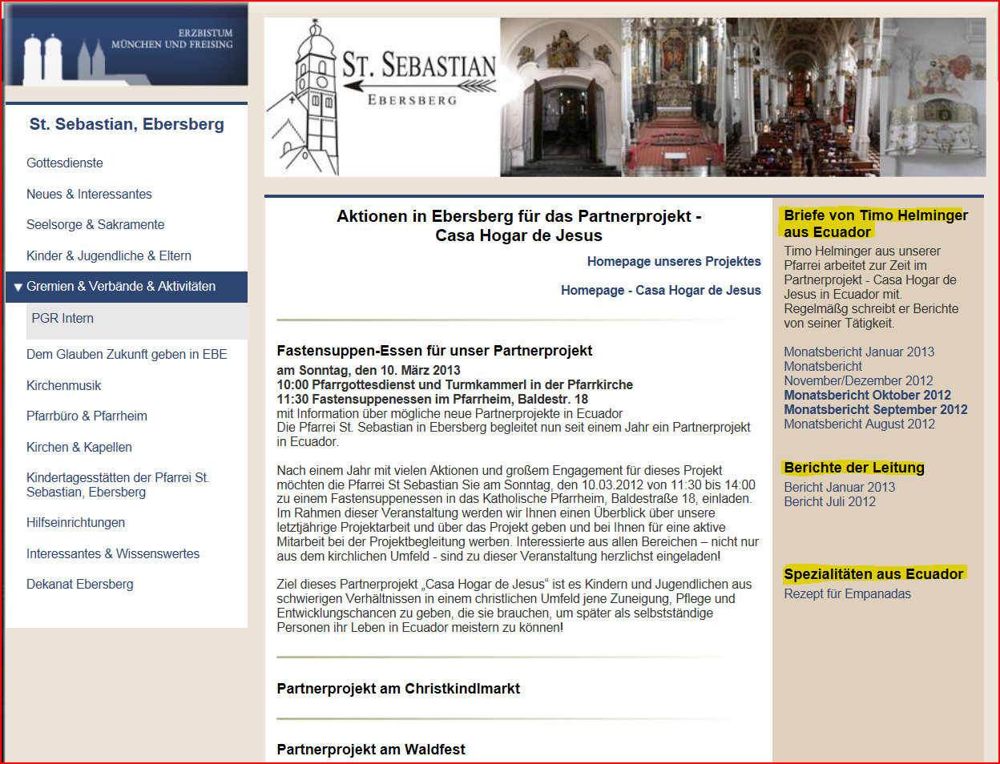 ERZBISTUM
MÜNCHEN UND FREISING
St. Sebastian, Ebersberg
Gottesdienste
Neues & Interessantes
Seelsorge & Sakramente
Kinder & Jugendliche & Eltern
Gremien & Verbände & Aktivitäten
PGR Intern
Dem Glauben Zukunft geben in EBE
Kirchenmusik
Pfarrbüro & Pfarrheim
Kirchen & Kapellen
Kindertagesstätten der Pfarrei St.
Sebastian, Ebersberg
Hilfseinrichtungen
Interessantes & Wissenswertes
Dekanat Ebersberg
ST. SEBASTIAN
EBERSBERG
Aktionen in Ebersberg für das Partnerprojekt -
Casa Hogar de Jesus
Homepage unseres Projektes
Homepage - Casa Hogar de Jesus
Fastensuppen-Essen für unser Partnerprojekt
am Sonntag, den 10. März 2013
10:00 Pfarrgottesdienst und Turmkammerl in der Pfarrkirche
11:30 Fastensuppenessen im Pfarrheim, Baldestr. 18
mit Information über mögliche neue Partnerprojekte in Ecuador
Die Pfarrei St. Sebastian in Ebersberg begleitet nun seit einem Jahr ein Partnerprojekt
in Ecuador.
Nach einem Jahr mit vielen Aktionen und großem Engagement für dieses Projekt
möchten die Pfarrei St Sebastian Sie am Sonntag, den 10.03.2012 von 11:30 bis 14:00
zu einem Fastensuppenessen in das Katholische Pfarrheim, Baldestraße 18, einladen.
Im Rahmen dieser Veranstaltung werden wir Ihnen einen Überblick über unsere
letztjährige Projektarbeit und über das Projekt geben und bei Ihnen für eine aktive
Mitarbeit bei der Projektbegleitung werben. Interessierte aus allen Bereichen – nicht nur
aus dem kirchlichen Umfeld - sind zu dieser Veranstaltung herzlichst eingeladen!
Ziel dieses Partnerprojekt „Casa Hogar de Jesus“ ist es Kindern und Jugendlichen aus
schwierigen Verhältnissen in einem christlichen Umfeld jene Zuneigung, Pflege und
Entwicklungschancen zu geben, die sie brauchen, um später als selbstständige
Personen ihr Leben in Ecuador meistern zu können!
Partnerprojekt am Christkindlmarkt
Partnerprojekt am Waldfest
Briefe von Timo Helminger
aus Ecuador
Timo Helminger aus unserer
Pfarrei arbeitet zur Zeit im
Partnerprojekt - Casa Hogar de
Jesus in Ecuador mit.
Regelmäßg schreibt er Berichte
von seiner Tätigkeit.
Monatsbericht Januar 2013
Monatsbericht
November/Dezember 2012
Monatsbericht Oktober 2012
Monatsbericht September 2012
Monatsbericht August 2012
Berichte der Leitung
Bericht Januar 2013
Bericht Juli 2012
Spezialitäten aus Ecuador
Rezept für Empanadas